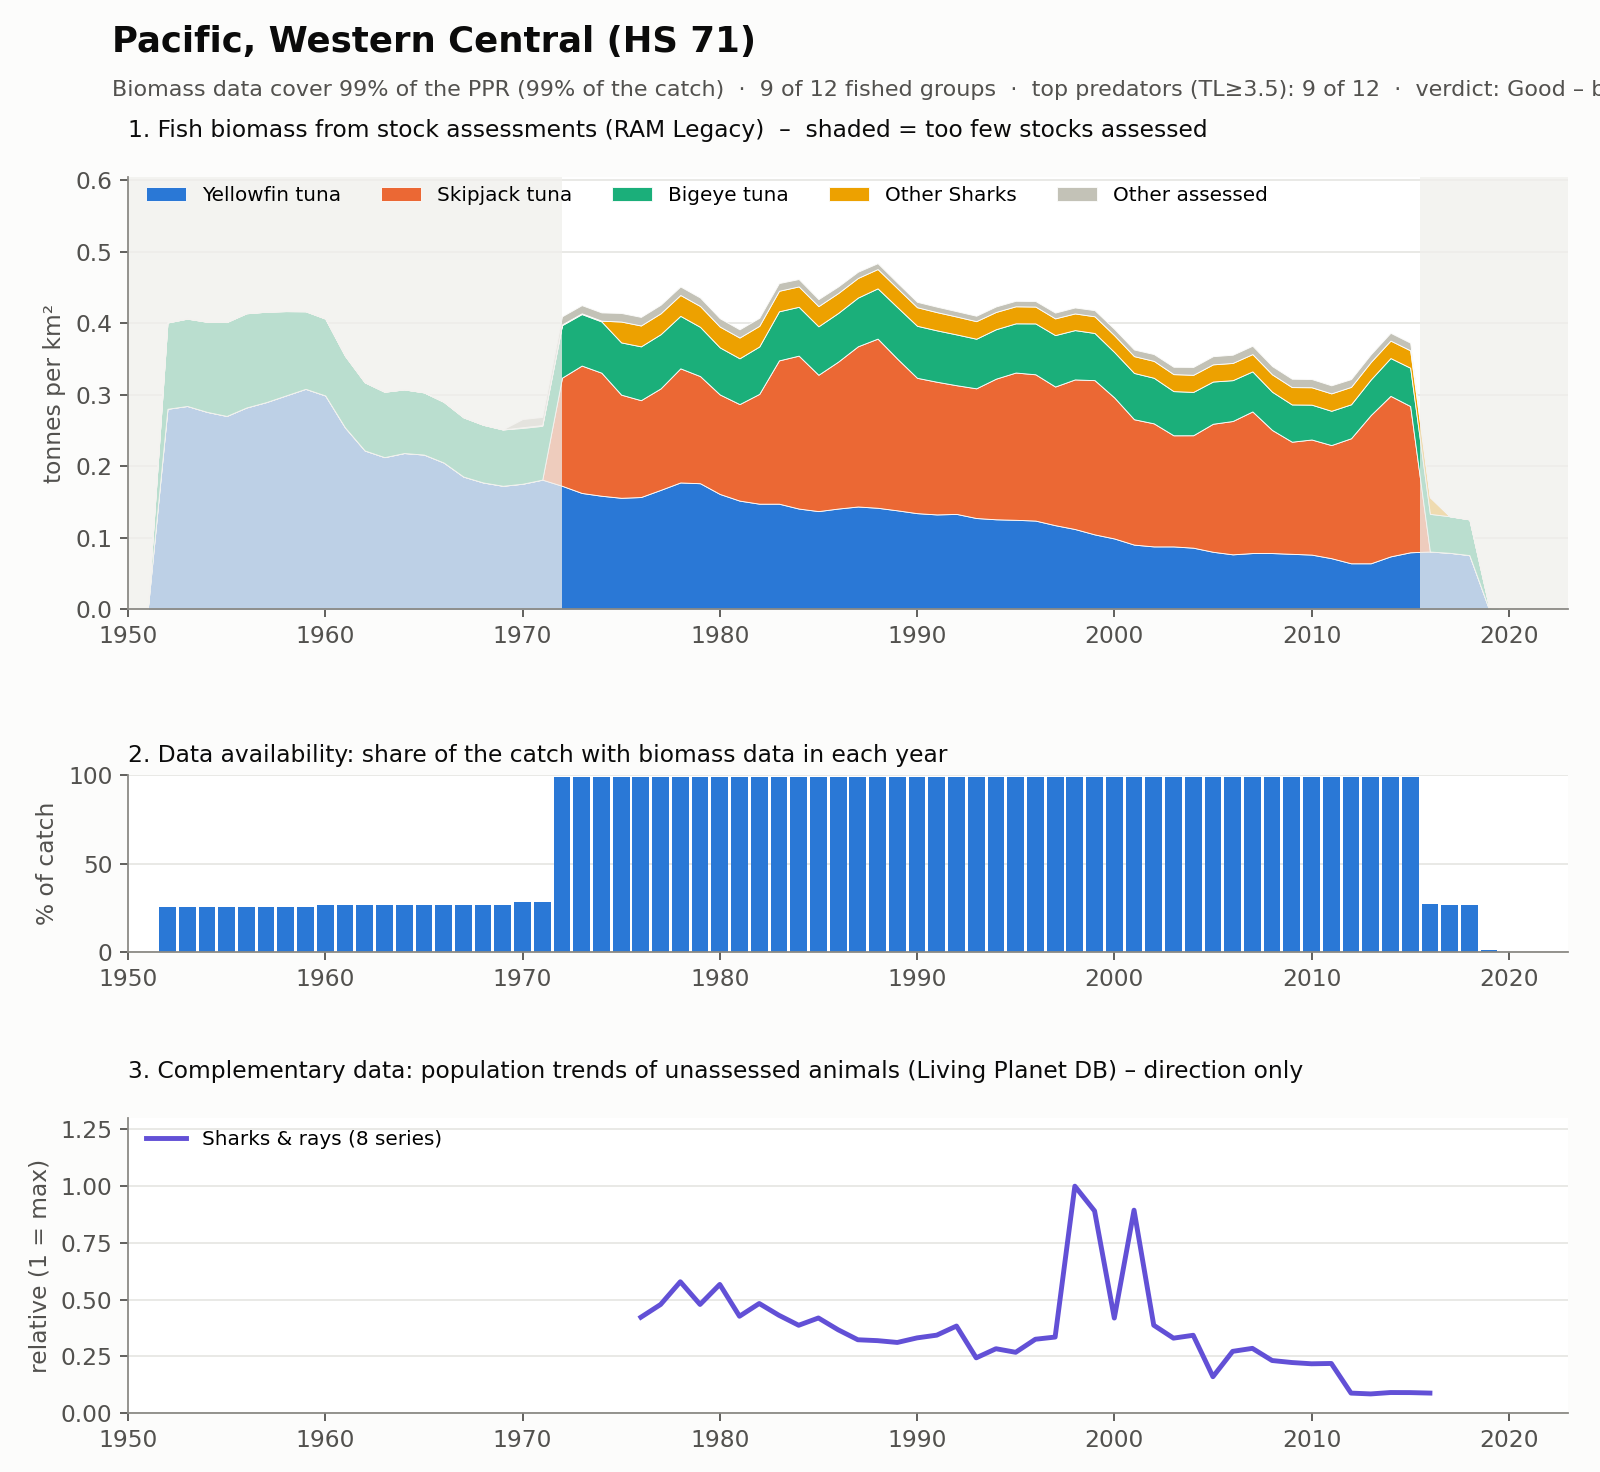 Pacific, Western Central (HS 71)
Biomass data cover 99% of the PPR (99% of the catch)  ·  9 of 12 fished groups  ·  top predators (TL≥3.5): 9 of 12  ·  verdict: Good –
1. Fish biomass from stock assessments (RAM Legacy)  –  shaded = too few stocks assessed
Yellowfin tuna  Skipjack tuna  Bigeye tuna  Other Sharks  Other assessed
tonnes per km²
0.6
0.5
0.4
0.3
0.2
0.1
0.0
1950 1960 1970 1980 1990 2000 2010 2020
2. Data availability: share of the catch with biomass data in each year
% of catch
100
50
0
1950 1960 1970 1980 1990 2000 2010 2020
3. Complementary data: population trends of unassessed animals (Living Planet DB) – direction only
Sharks & rays (8 series)
relative (1 = max)
1.25
1.00
0.75
0.50
0.25
0.00
1950 1960 1970 1980 1990 2000 2010 2020